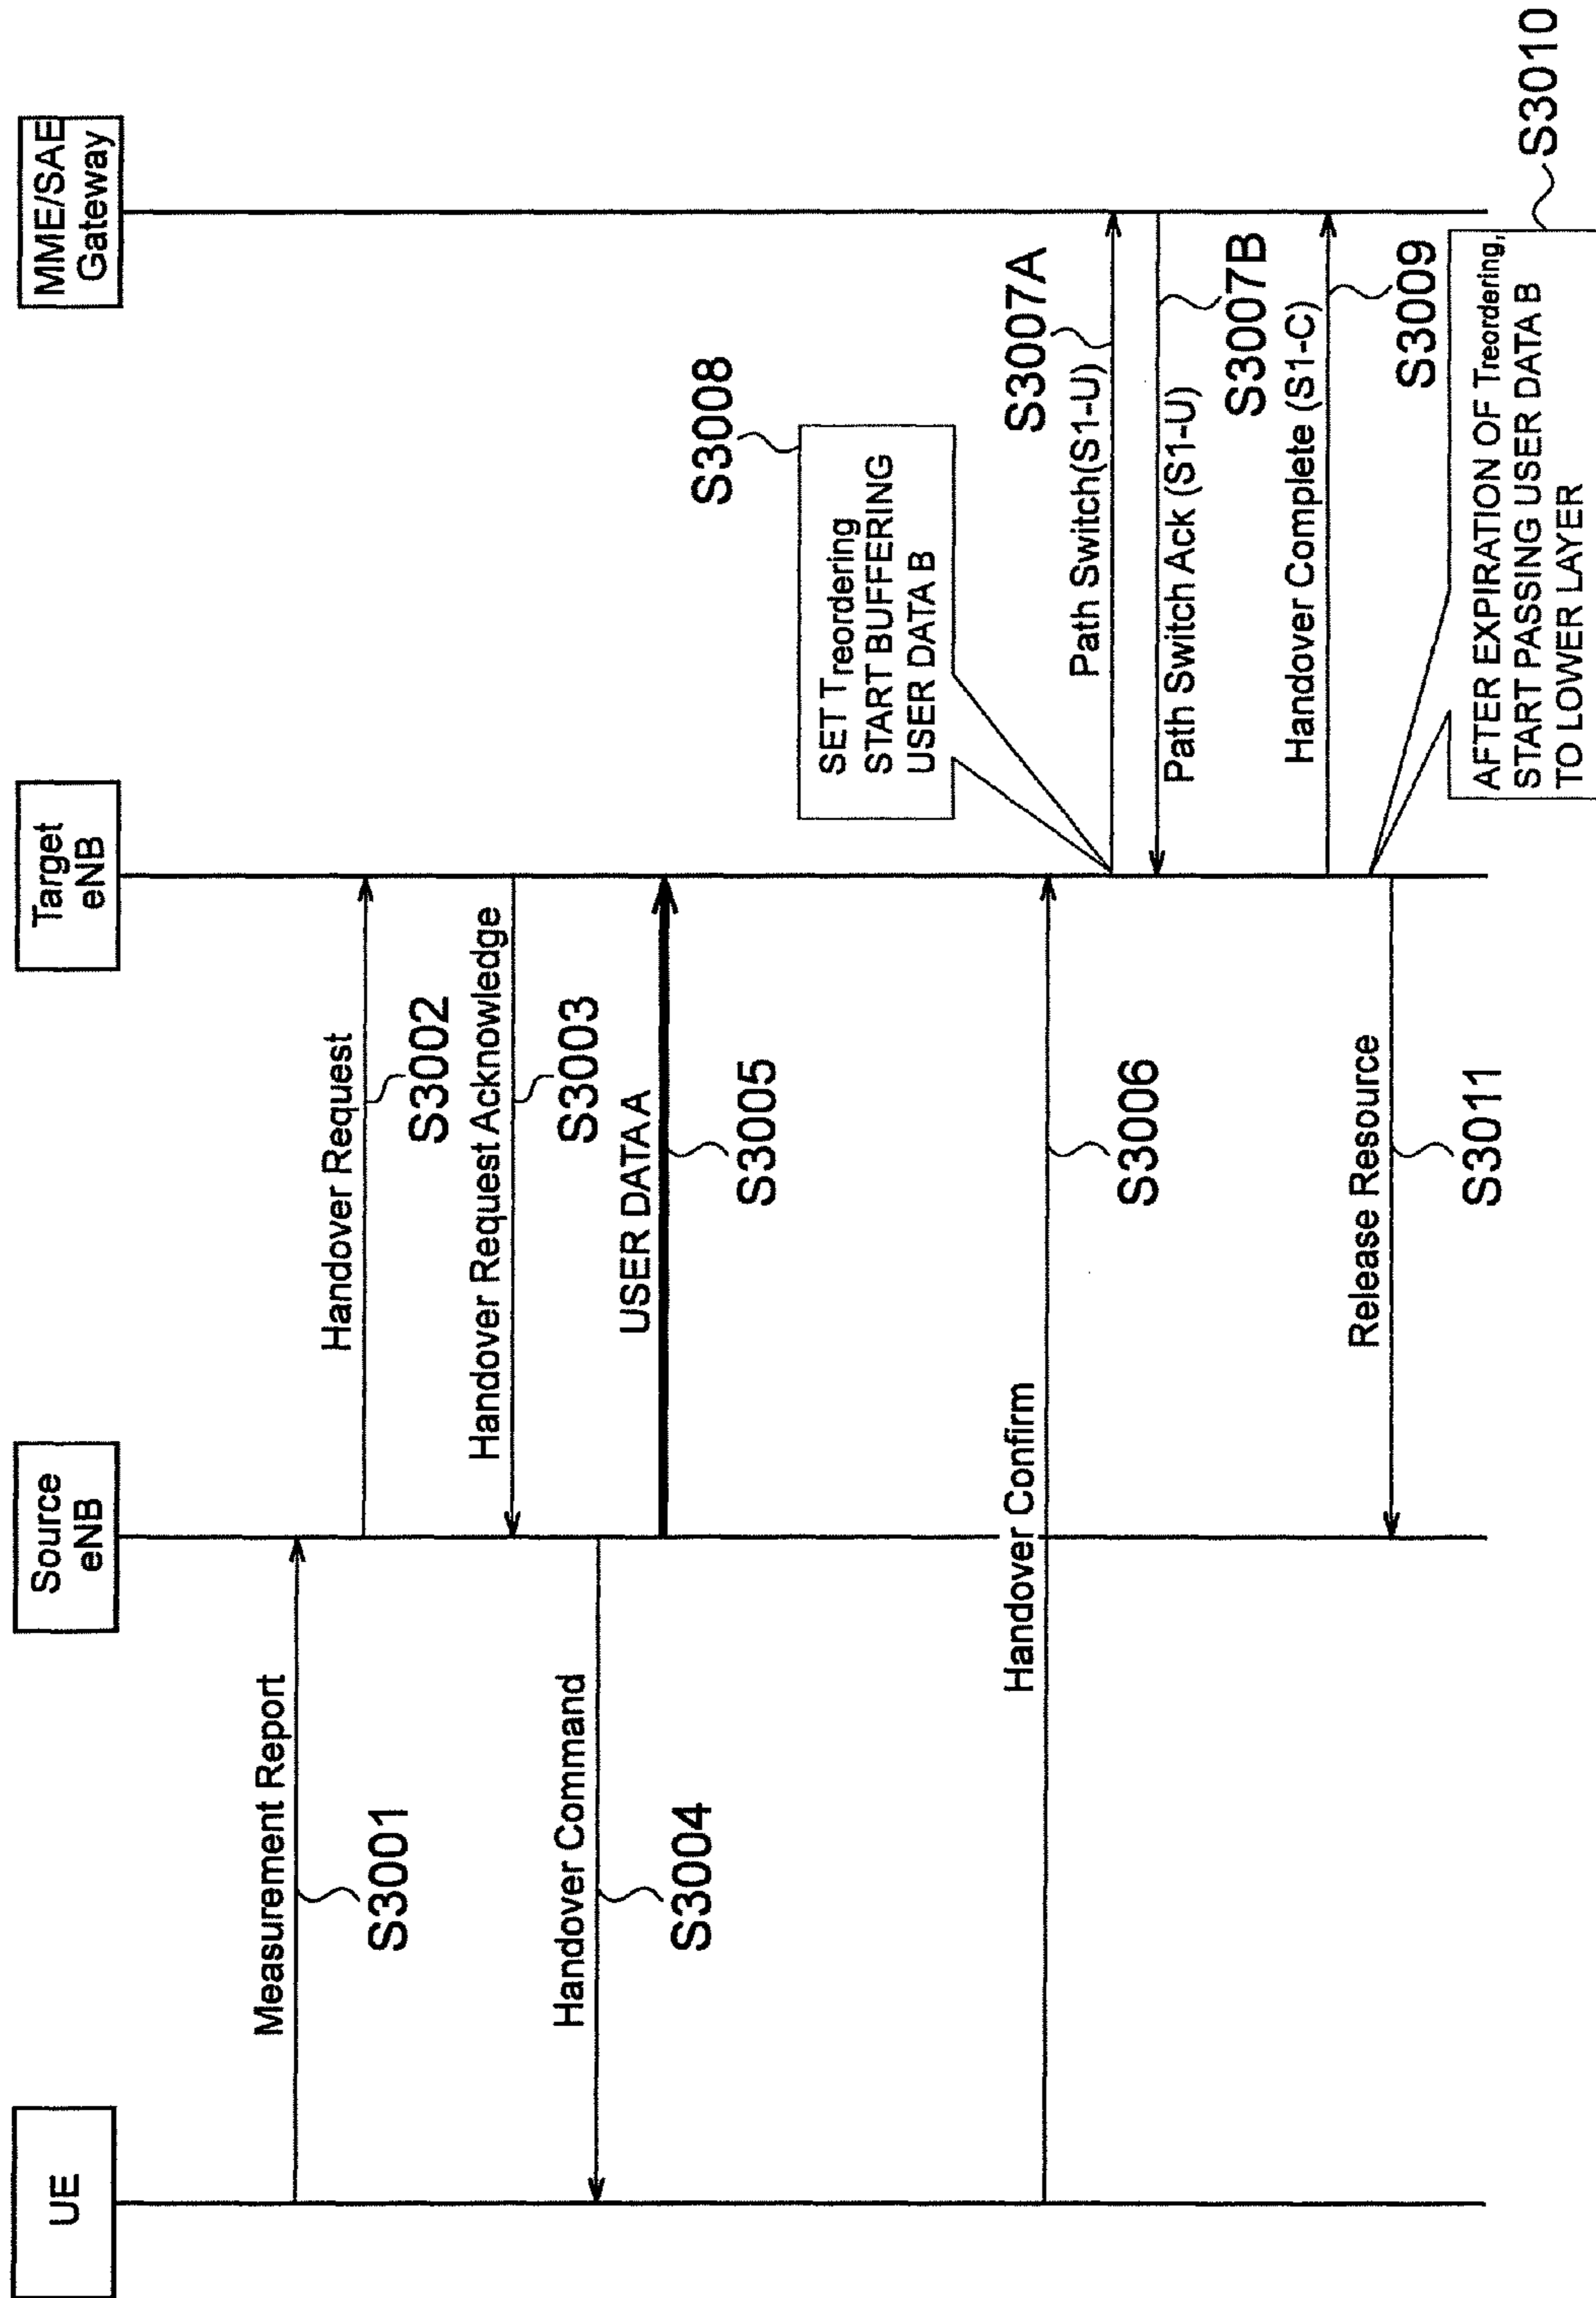 UE
Source
eNB
Target
eNB
MME/SAE
Gateway
Measurement Report
S3001
Handover Request
S3002
Handover Request Acknowledge
S3003
Handover Command
S3004
USER DATA A
S3005
Handover Confirm
S3006
SET Treordering
START BUFFERING
USER DATA B
S3008
Path Switch(S1-U)
S3007A
Path Switch Ack (S1-U)
S3007B
Handover Complete (S1-C)
S3009
AFTER EXPIRATION OF Treordering,
START PASSING USER DATA B
TO LOWER LAYER
S3010
Release Resource
S3011